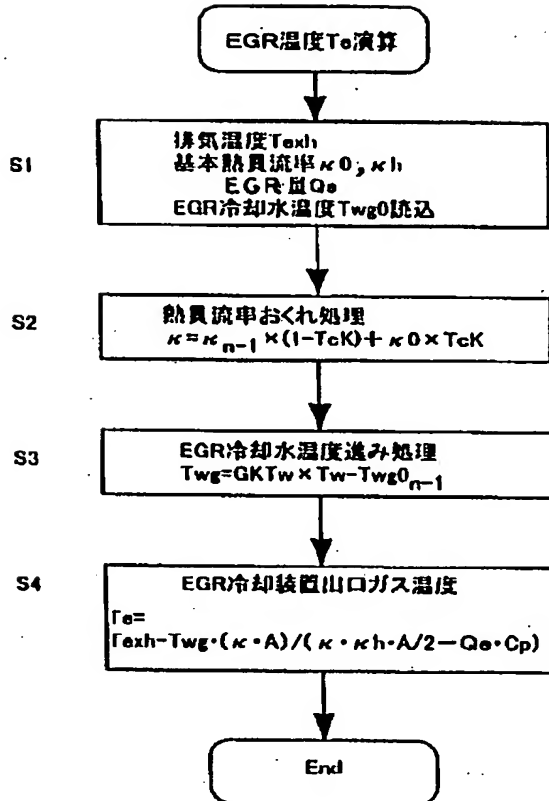 EGR温度Te演算
S1
排気温度Texh
基本熱貫流率κ0,κh
EGR量Qe
EGR冷却水温度Twg0読込
S2
熱貫流率おくれ処理
κ=κn-1×(1-TcK)+κ0×TcK
S3
EGR冷却水温度進み処理
Twg=GKTw×Tw-Twg0n-1
S4
EGR冷却装置出口ガス温度
Te=
Texh-Twg・(κ・A)/(κ・κh・A/2-Qe・Cp)
End